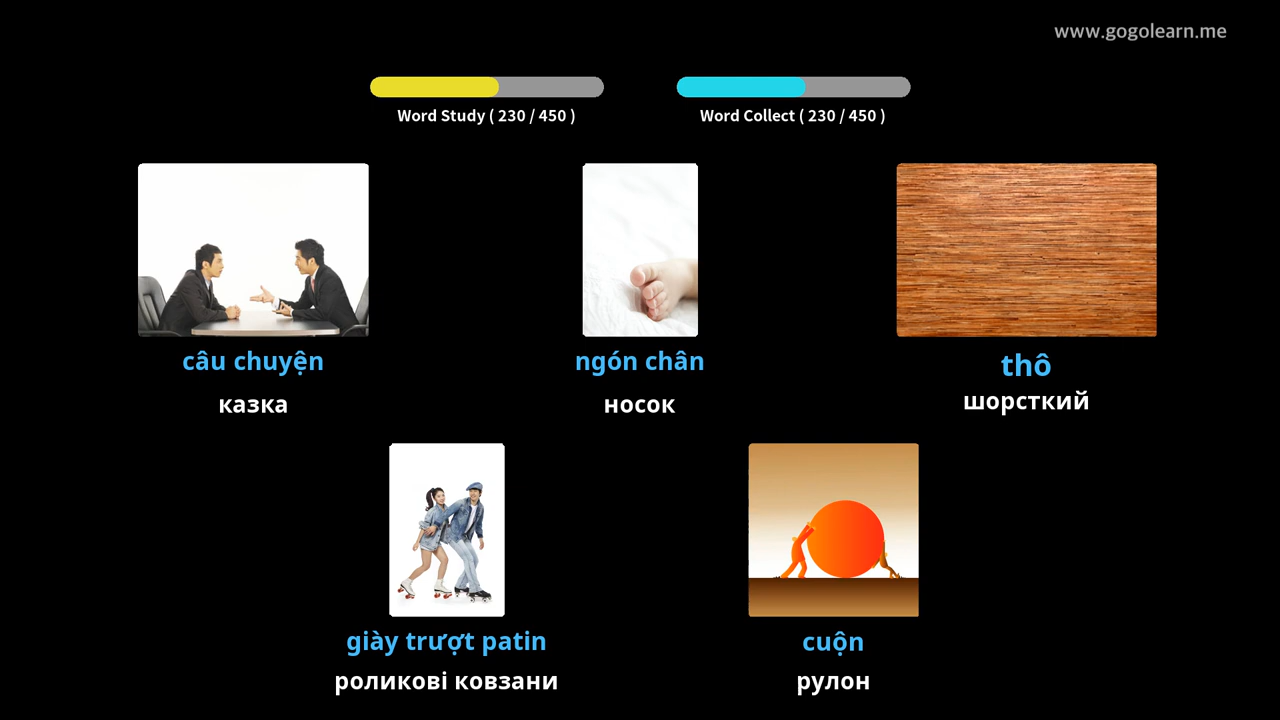 www.gogolearn.me
Word Study ( 230 / 450 )
Word Collect ( 230 / 450 )
câu chuyện
казка
ngón chân
носок
thô
шорсткий
giày trượt patin
роликові ковзани
cuộn
рулон